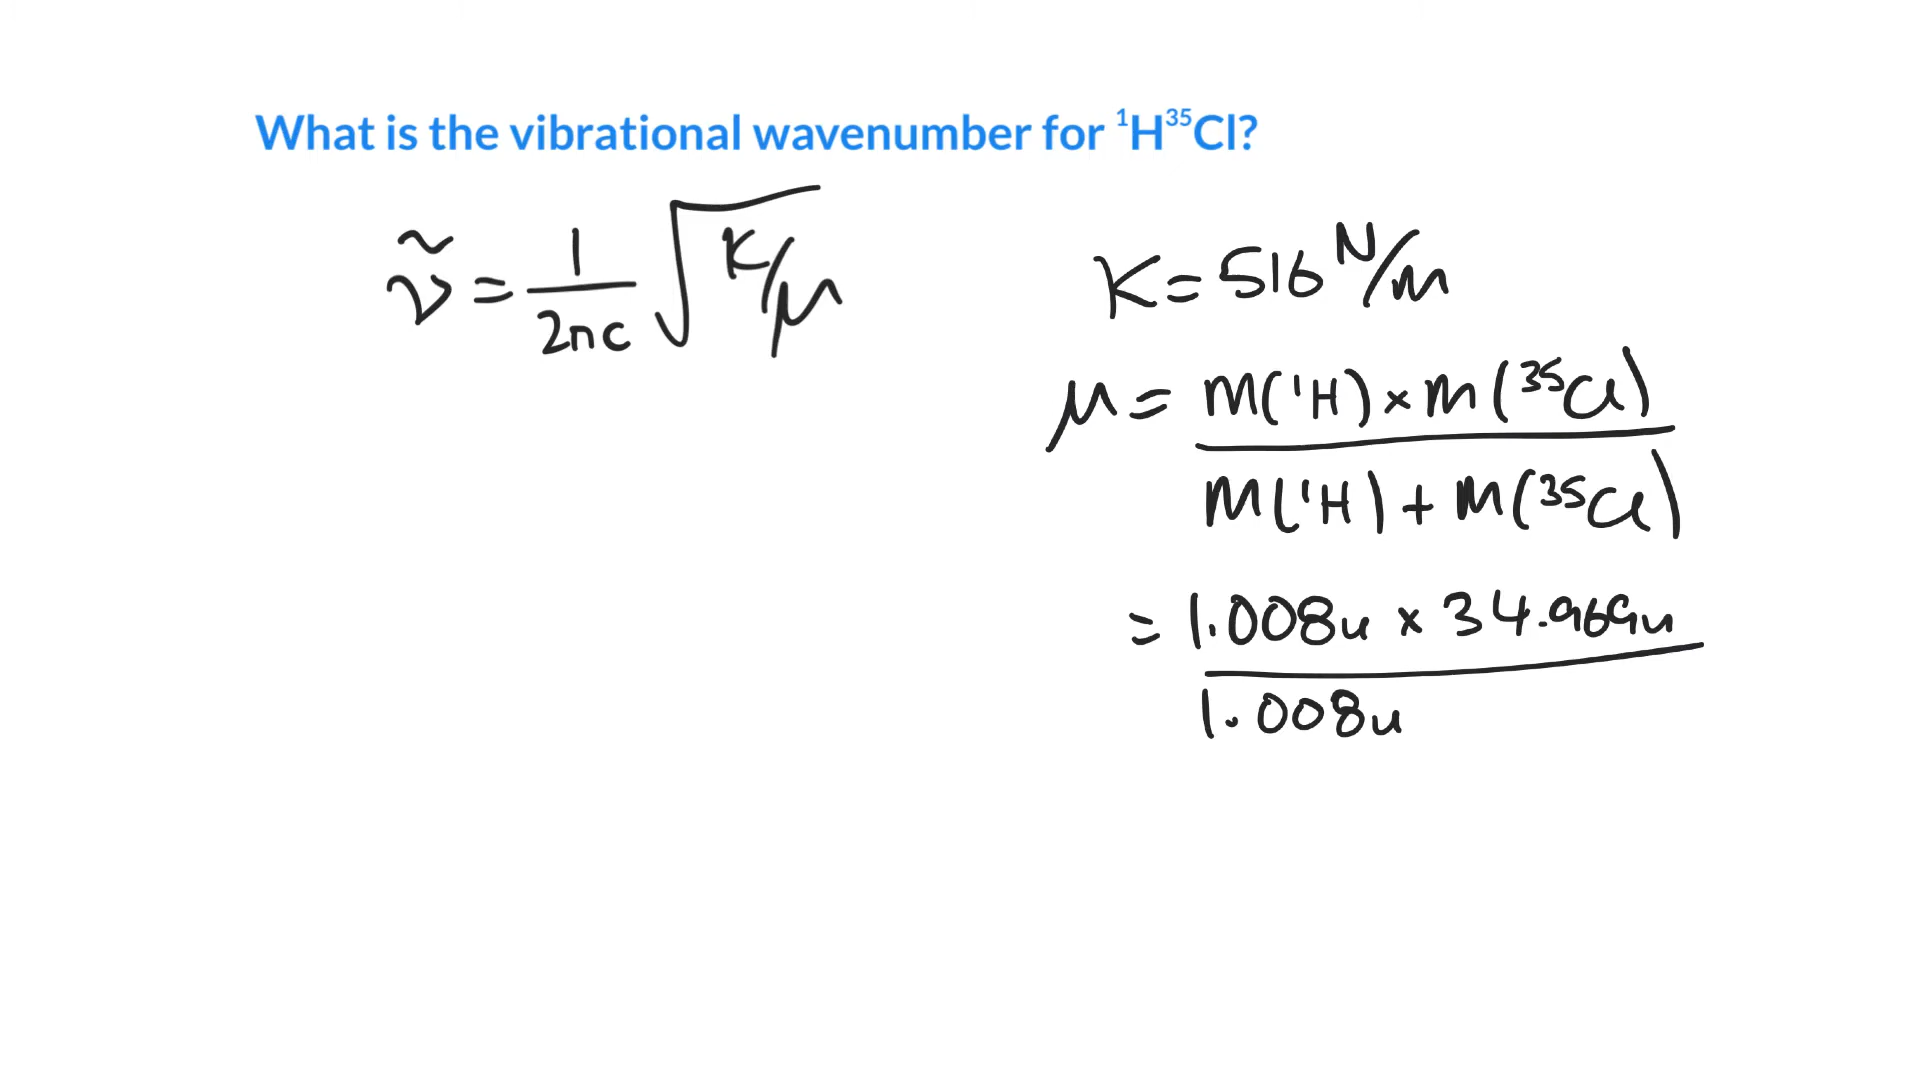 What is the vibrational wavenumber for ¹H³⁵Cl?
ν̃ = 1/2πc √K/μ
K = 516 N/m
μ = m(¹H) × m(³⁵Cl)
m(¹H) + m(³⁵Cl)
= 1.008u × 34.969u
1.008u